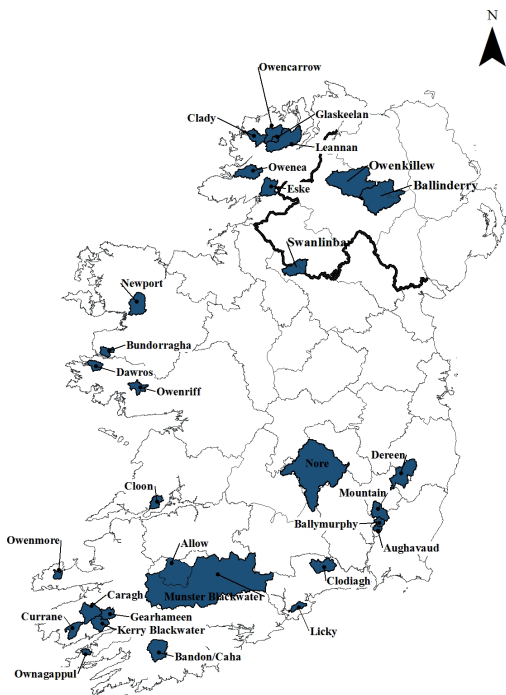 N
Owencarrow
Clady
Glaskeelan
Leannan
Owenea
Owenkillew
Eske
Ballinderry
Swanlinbar
Newport
Bundorragha
Dawros
Owenriff
Nore
Dereen
Cloon
Mountain
Ballymurphy
Owenmore
Allow
Aughavaud
Clodiagh
Caragh
Munster Blackwater
Currane
Gearhameen
Kerry Blackwater
Licky
Ownagappul
Bandon/Caha